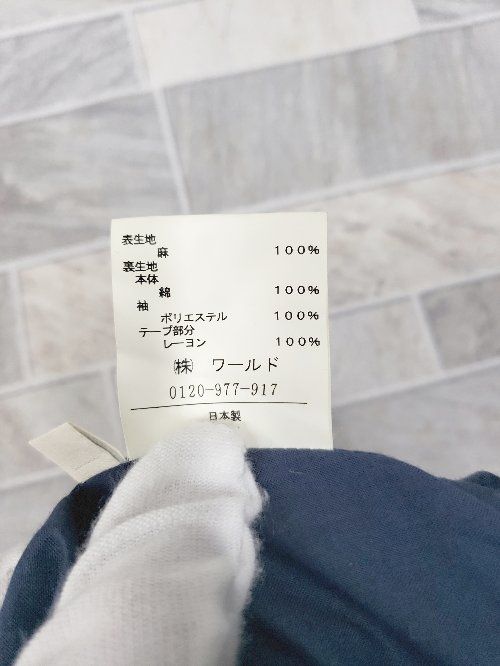 表生地
麻 100%
裏生地
本体
綿 100%
袖
ポリエステル 100%
テープ部分
レーヨン 100%
㈱ ワールド
0120-977-917
日本製